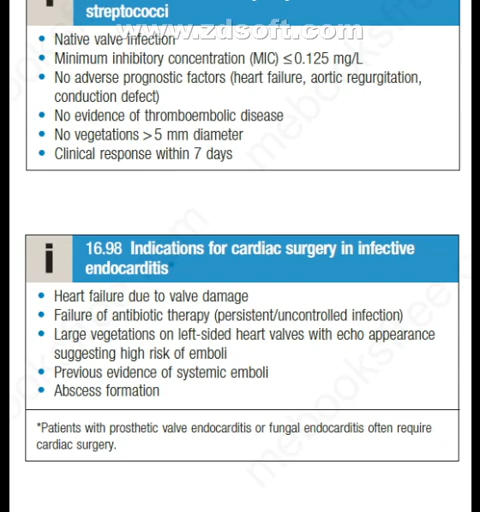 streptococci
www.zdsoft.com
• Native valve infection
• Minimum inhibitory concentration (MIC) ≤0.125 mg/L
• No adverse prognostic factors (heart failure, aortic regurgitation,
conduction defect)
• No evidence of thromboembolic disease
• No vegetations >5 mm diameter
• Clinical response within 7 days
i
16.98 Indications for cardiac surgery in infective
endocarditis*
• Heart failure due to valve damage
• Failure of antibiotic therapy (persistent/uncontrolled infection)
• Large vegetations on left-sided heart valves with echo appearance
suggesting high risk of emboli
• Previous evidence of systemic emboli
• Abscess formation
*Patients with prosthetic valve endocarditis or fungal endocarditis often require
cardiac surgery.